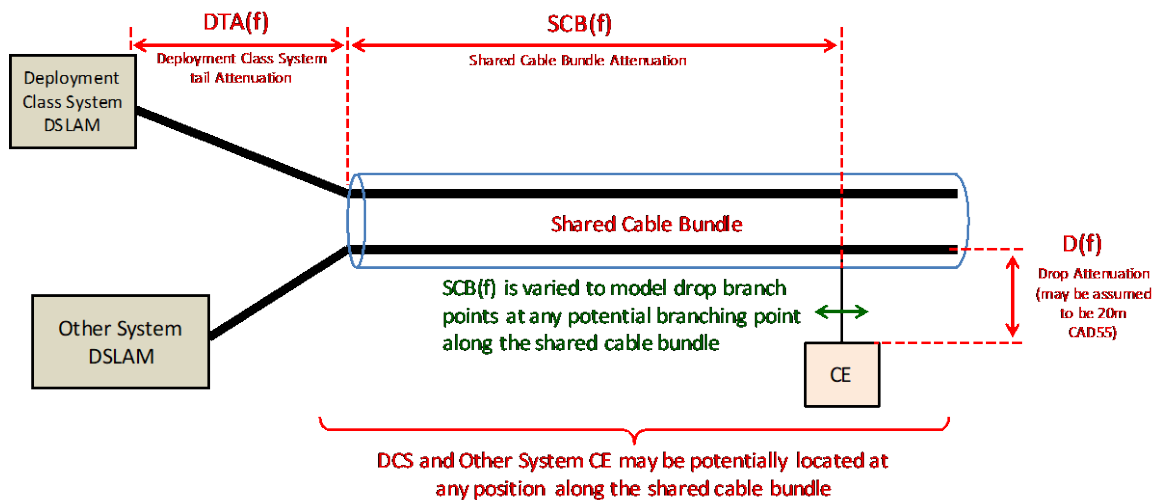 DTA(f)
Deployment Class System
tail Attenuation
SCB(f)
Shared Cable Bundle Attenuation
Deployment
Class System
DSLAM
Shared Cable Bundle
D(f)
Drop Attenuation
(may be assumed
to be 20m
CAD55)
SCB(f) is varied to model drop branch
points at any potential branching point
along the shared cable bundle
Other System
DSLAM
CE
DCS and Other System CE may be potentially located at
any position along the shared cable bundle